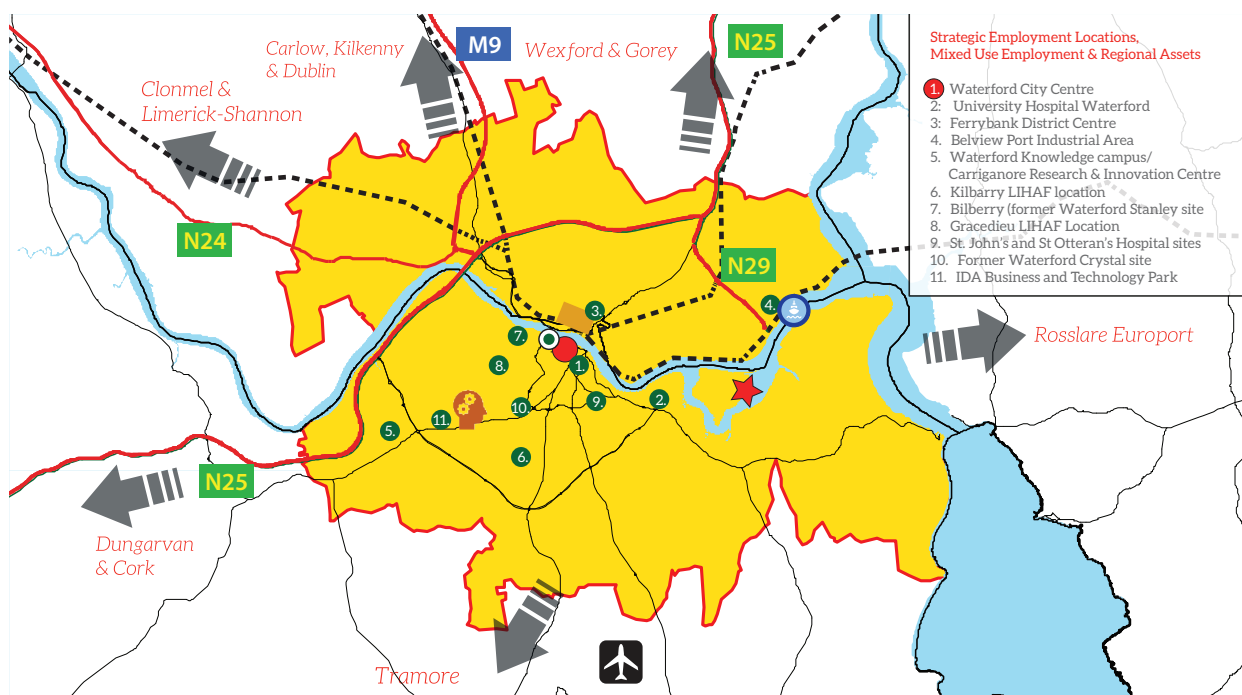 Carlow, Kilkenny
& Dublin
M9
Wexford & Gorey
N25
Clonmel &
Limerick-Shannon
N24
N29
Strategic Employment Locations,
Mixed Use Employment & Regional Assets
1. Waterford City Centre
2: University Hospital Waterford
3: Ferrybank District Centre
4. Belview Port Industrial Area
5. Waterford Knowledge campus/
Carriganore Research & Innovation Centre
6. Kilbarry LIHAF location
7. Bilberry (former Waterford Stanley site
8. Gracedieu LIHAF Location
9. St. John's and St Otteran's Hospital sites
10. Former Waterford Crystal site
11. IDA Business and Technology Park
3.
4.
7.
8.
1.
Rosslare Europort
10.
9.
2.
11.
5.
6.
N25
Dungarvan
& Cork
Tramore